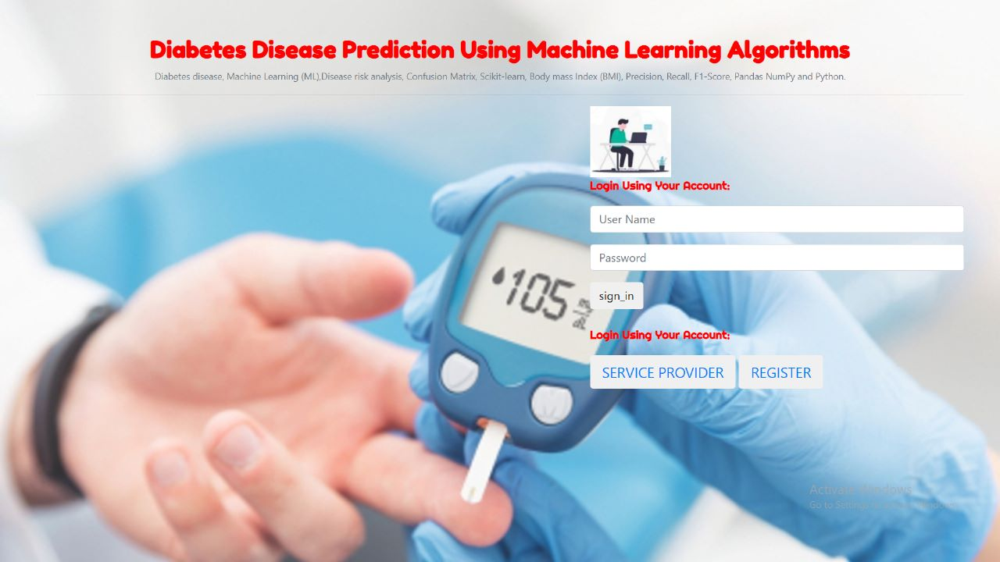 Diabetes Disease Prediction Using Machine Learning Algorithms
Diabetes disease, Machine Learning (ML),Disease risk analysis, Confusion Matrix, Scikit-learn, Body mass Index (BMI), Precision, Recall, F1-Score, Pandas NumPy and Python.
Login Using Your Account:
User Name
Password
105
sign_in
Login Using Your Account:
SERVICE PROVIDER
REGISTER
Activate Windows
Go to Settings to activate Windows.